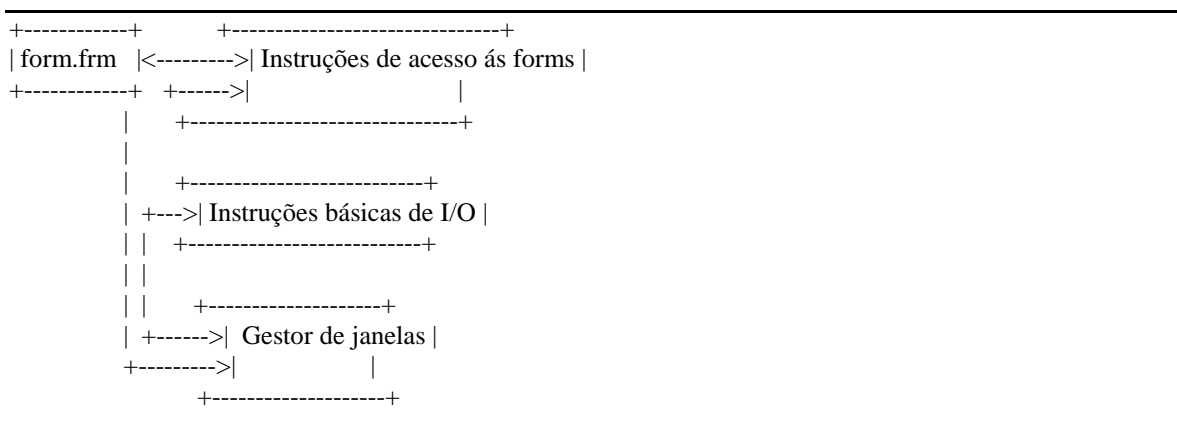 +------------+ +-------------------------------+
| form.frm |<--------->| Instruções de acesso ás forms |
+------------+ +------>| |
| +-------------------------------+
|
| +---------------------------+
| +--->| Instruções básicas de I/O |
| | +---------------------------+
| |
| | +--------------------+
| +------>| Gestor de janelas |
+--------->| |
+--------------------+